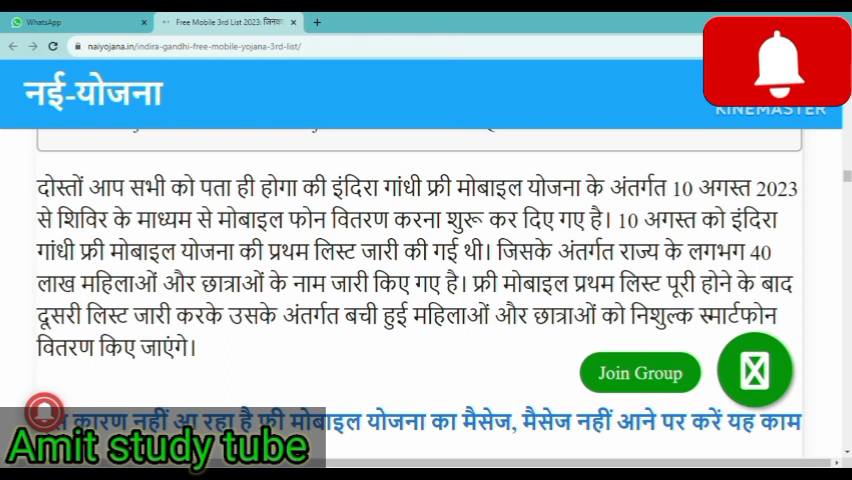 WhatsApp
Free Mobile 3rd List 2023:
naiyojana.in/indira-gandhi-free-mobile-yojana-3rd-list/
नई-योजना
KINEMASTER
दोस्तों आप सभी को पता ही होगा की इंदिरा गांधी फ्री मोबाइल योजना के अंतर्गत 10 अगस्त 2023
से शिविर के माध्यम से मोबाइल फोन वितरण करना शुरू कर दिए गए है। 10 अगस्त को इंदिरा
गांधी फ्री मोबाइल योजना की प्रथम लिस्ट जारी की गई थी। जिसके अंतर्गत राज्य के लगभग 40
लाख महिलाओं और छात्राओं के नाम जारी किए गए है। फ्री मोबाइल प्रथम लिस्ट पूरी होने के बाद
दूसरी लिस्ट जारी करके उसके अंतर्गत बची हुई महिलाओं और छात्राओं को निशुल्क स्मार्टफोन
वितरण किए जाएंगे।
Join Group
कारण नहीं आ रहा है फ्री मोबाइल योजना का मैसेज, मैसेज नहीं आने पर करें यह काम
Amit study tube